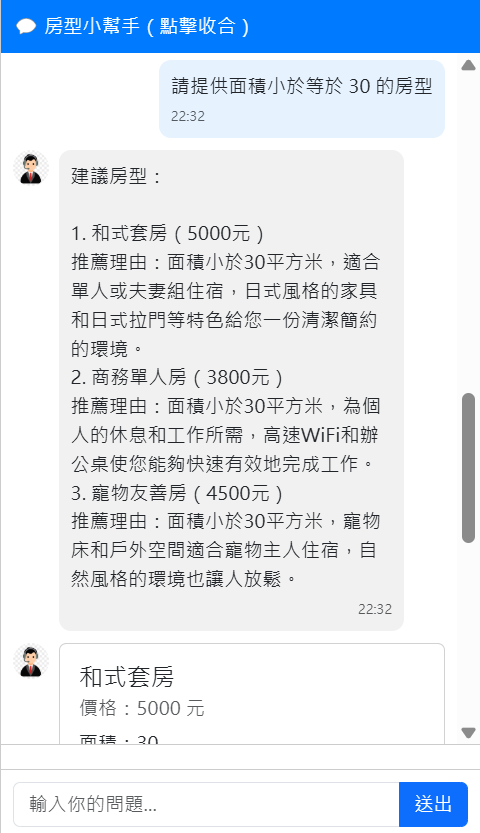 房型小幫手（點擊收合）
請提供面積小於等於 30 的房型
22:32
建議房型：
1. 和式套房（5000元）
推薦理由：面積小於30平方米，適合
單人或夫妻組住宿，日式風格的家具
和日式拉門等特色給您一份清潔簡約
的環境。
2. 商務單人房（3800元）
推薦理由：面積小於30平方米，為個
人的休息和工作所需，高速WiFi和辦
公桌使您能夠快速有效地完成工作。
3. 寵物友善房（4500元）
推薦理由：面積小於30平方米，寵物
床和戶外空間適合寵物主人住宿，自
然風格的環境也讓人放鬆。
22:32
和式套房
價格：5000 元
面積：30
輸入你的問題...
送出